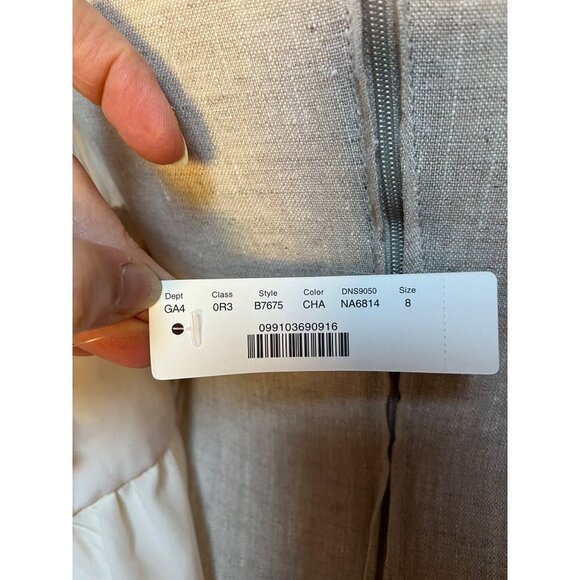 Dept Class Style Color DNS9050 Size
GA4 0R3 B7675 CHA NA6814 8
099103690916